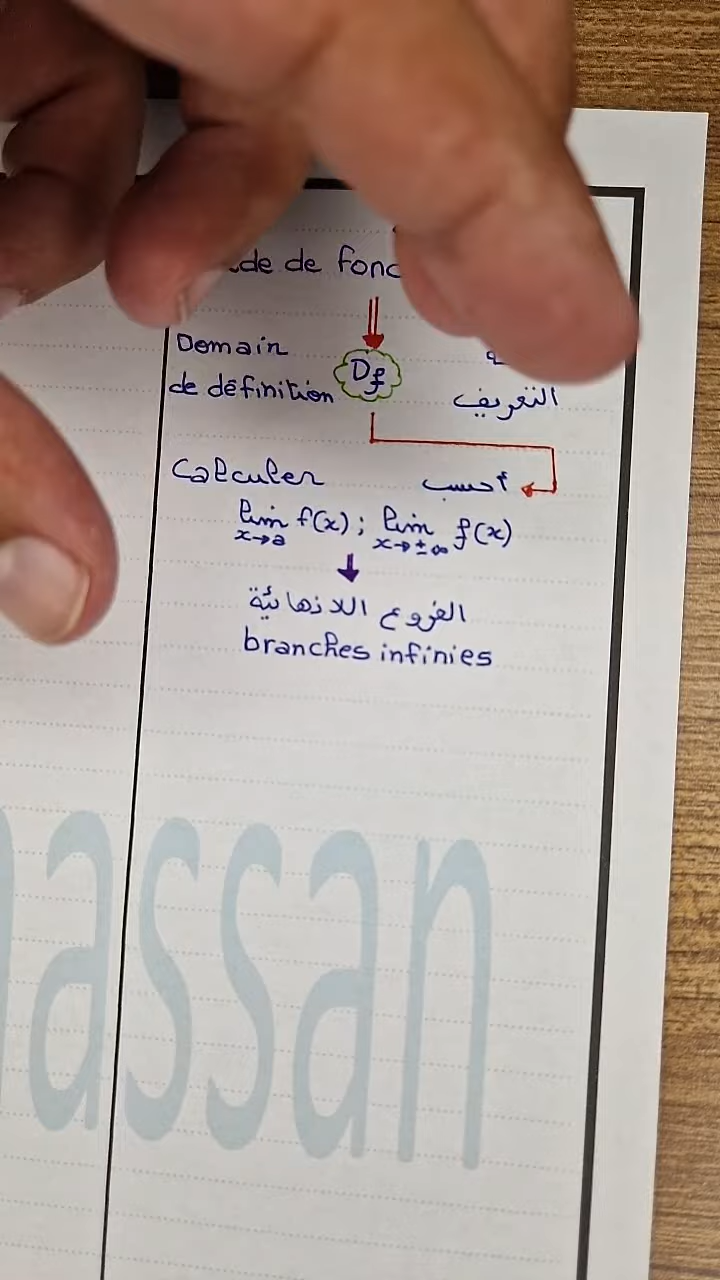 de de fonc
Domain
de définition
Df
التعريف
Calculer
أحسب
lim x→a f(x) ; lim x→±∞ f(x)
الفروع اللانهائية
branches infinies
assan